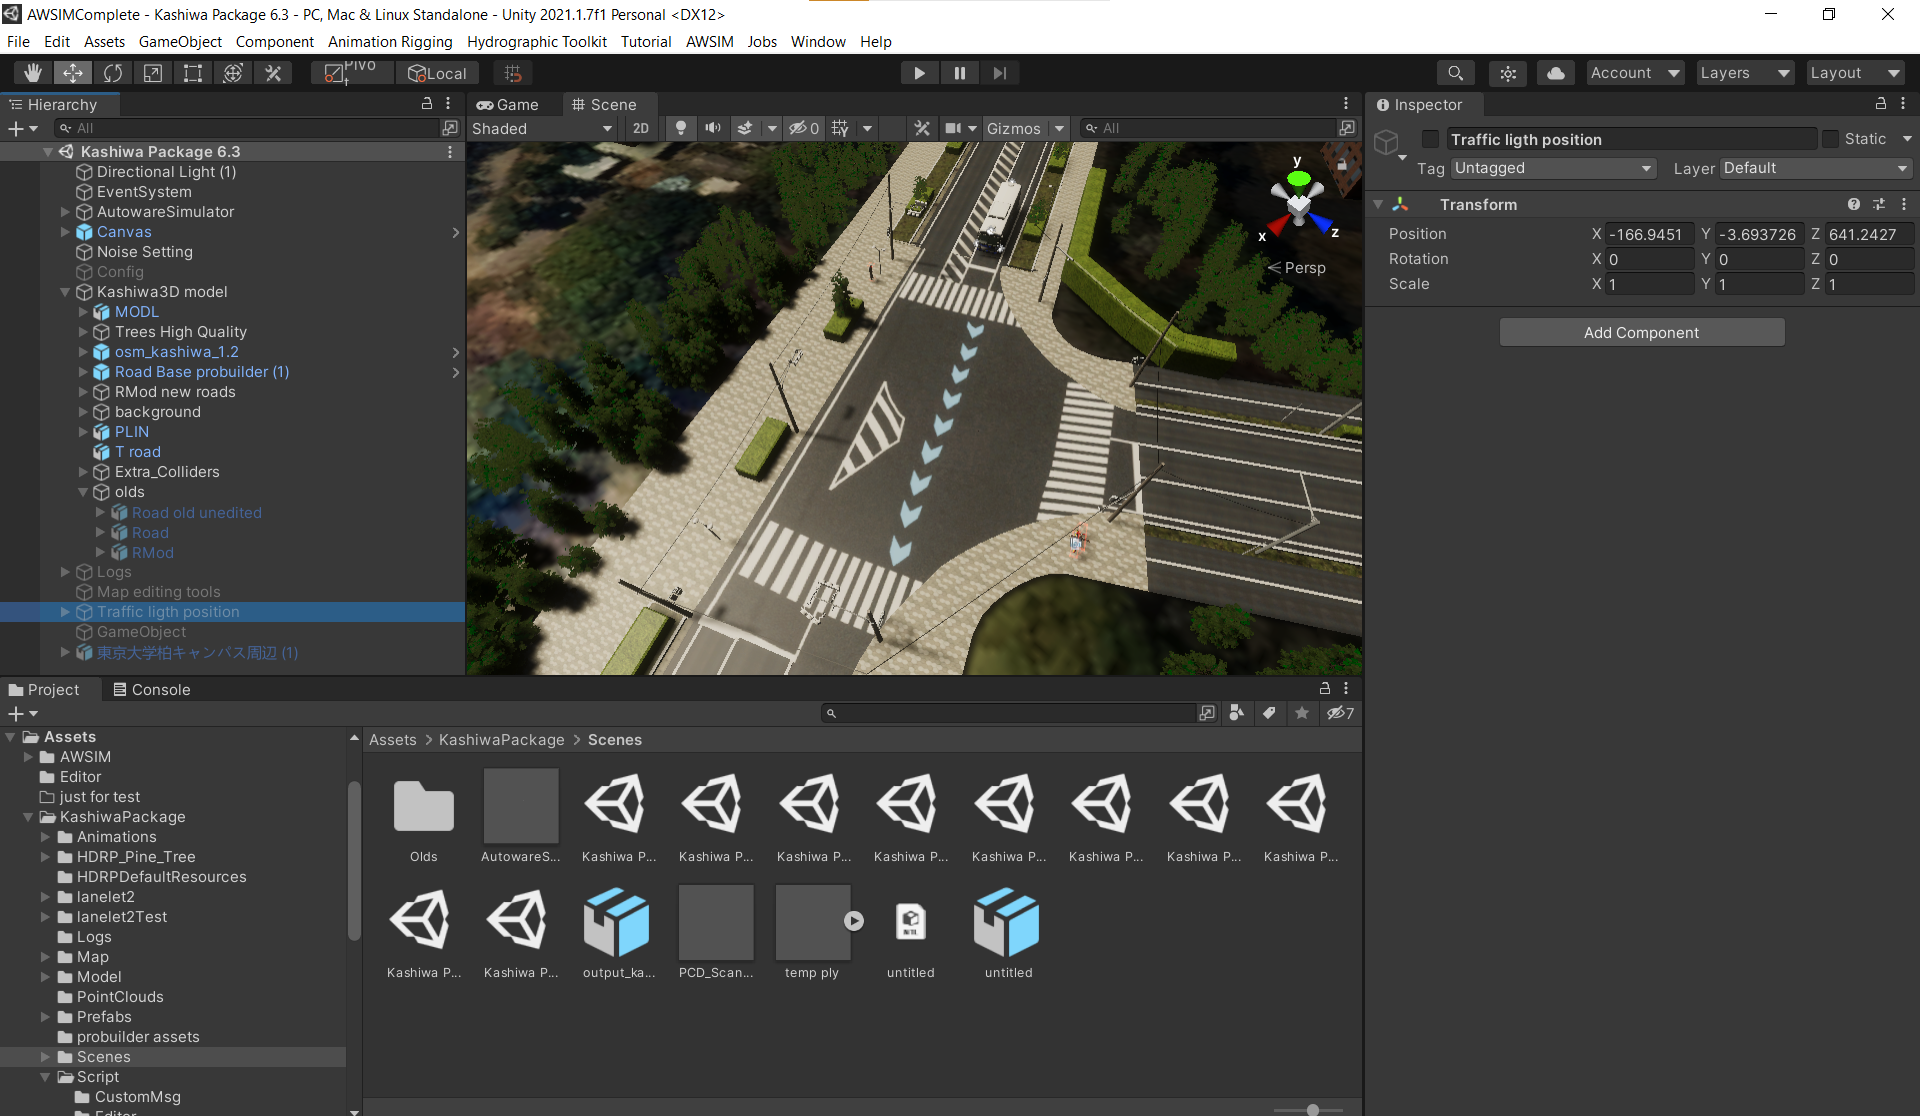 AWSIMComplete - Kashiwa Package 6.3 - PC, Mac & Linux Standalone - Unity 2021.1.7f1 Personal <DX12>
File Edit Assets GameObject Component Animation Rigging Hydrographic Toolkit Tutorial AWSIM Jobs Window Help
Pivot Local Account Layers Layout
Hierarchy
All
Kashiwa Package 6.3
Directional Light (1)
EventSystem
AutowareSimulator
Canvas
Noise Setting
Config
Kashiwa3D model
MODL
Trees High Quality
osm_kashiwa_1.2
Road Base probuilder (1)
RMod new roads
background
PLIN
T road
Extra_Colliders
olds
Road old unedited
Road
RMod
Logs
Map editing tools
Traffic ligth position
GameObject
東京大学柏キャンパス周辺 (1)
Game Scene
Shaded 2D 0 Gizmos All
y
x z
Persp
Inspector
Traffic ligth position Static
Tag Untagged Layer Default
Transform
Position X -166.9451 Y -3.693726 Z 641.2427
Rotation X 0 Y 0 Z 0
Scale X 1 Y 1 Z 1
Add Component
Project Console
7
Assets
AWSIM
Editor
just for test
KashiwaPackage
Animations
HDRP_Pine_Tree
HDRPDefaultResources
lanelet2
lanelet2Test
Logs
Map
Model
PointClouds
Prefabs
probuilder assets
Scenes
Script
CustomMsg
Editor
Assets > KashiwaPackage > Scenes
Olds AutowareS... Kashiwa P... Kashiwa P... Kashiwa P... Kashiwa P... Kashiwa P... Kashiwa P... Kashiwa P... Kashiwa P...
Kashiwa P... Kashiwa P... output_ka... PCD_Scan... temp ply untitled untitled